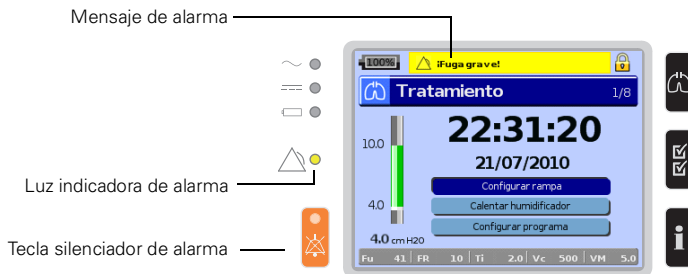 Mensaje de alarma
100%
¡Fuga grave!
Tratamiento 1/8
10.0
22:31:20
21/07/2010
Configurar rampa
4.0
Calentar humidificador
Configurar programa
4.0 cm H20
Fu 41 FR 10 Ti 2.0 Vc 500 VM 5.0
Luz indicadora de alarma
Tecla silenciador de alarma